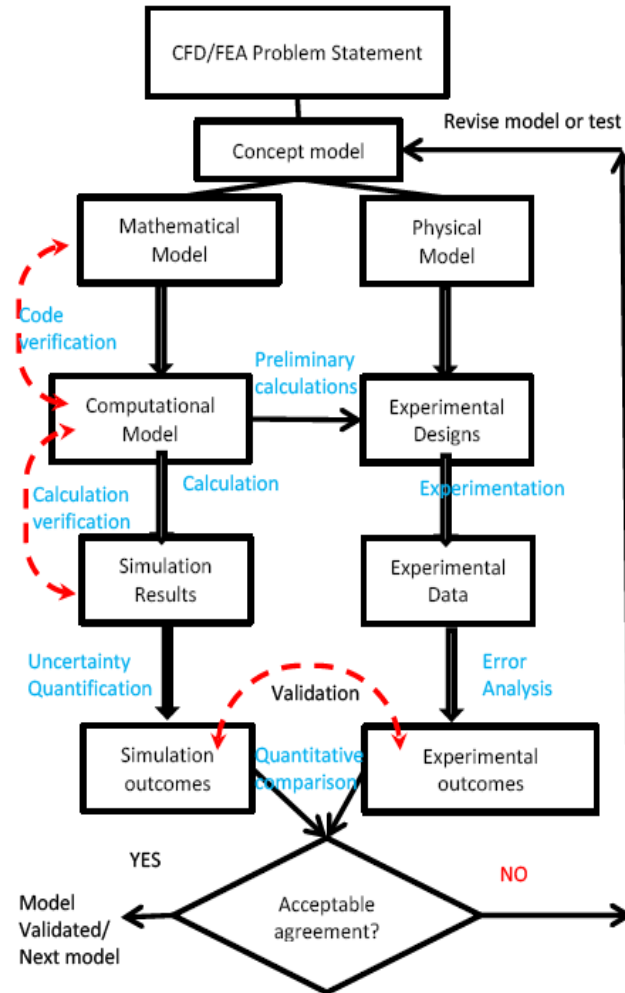 CFD/FEA Problem Statement
Revise model or test
Concept model
Mathematical
Model
Physical
Model
Code
verification
Preliminary
calculations
Computational
Model
Experimental
Designs
Calculation
verification
Calculation
Experimentation
Simulation
Results
Experimental
Data
Uncertainty
Quantification
Validation
Error
Analysis
Simulation
outcomes
Quantitative
comparison
Experimental
outcomes
YES
NO
Model
Validated/
Next model
Acceptable
agreement?